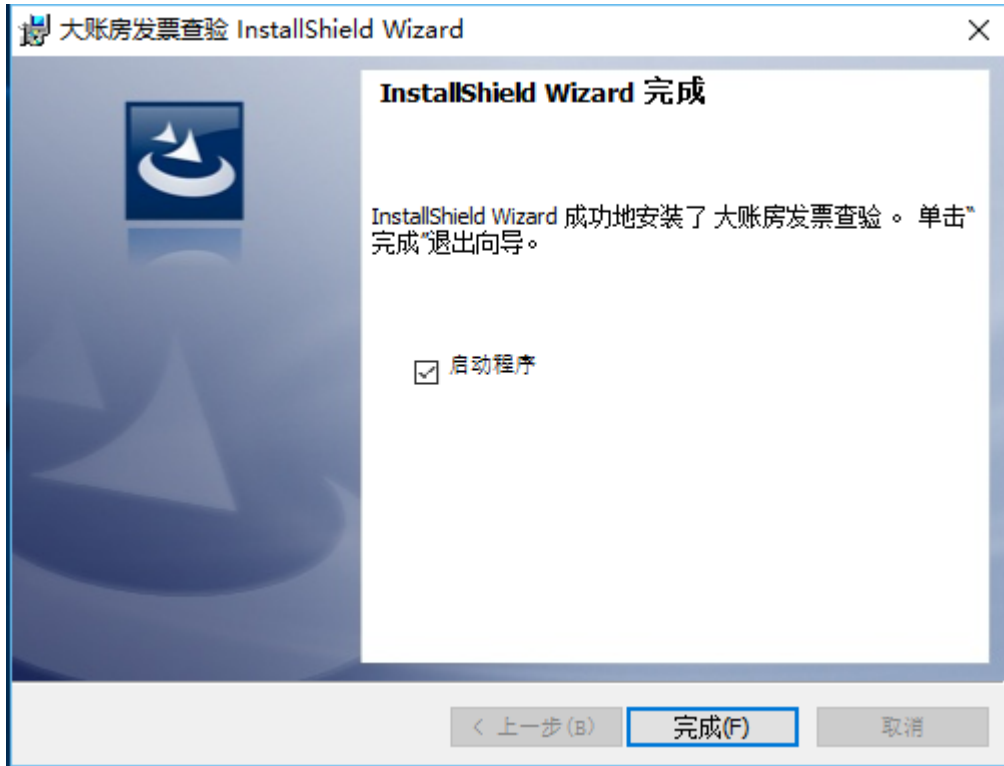 大账房发票查验 InstallShield Wizard
InstallShield Wizard 完成
InstallShield Wizard 成功地安装了 大账房发票查验 。 单击“
完成”退出向导。
启动程序
< 上一步(B)
完成(F)
取消